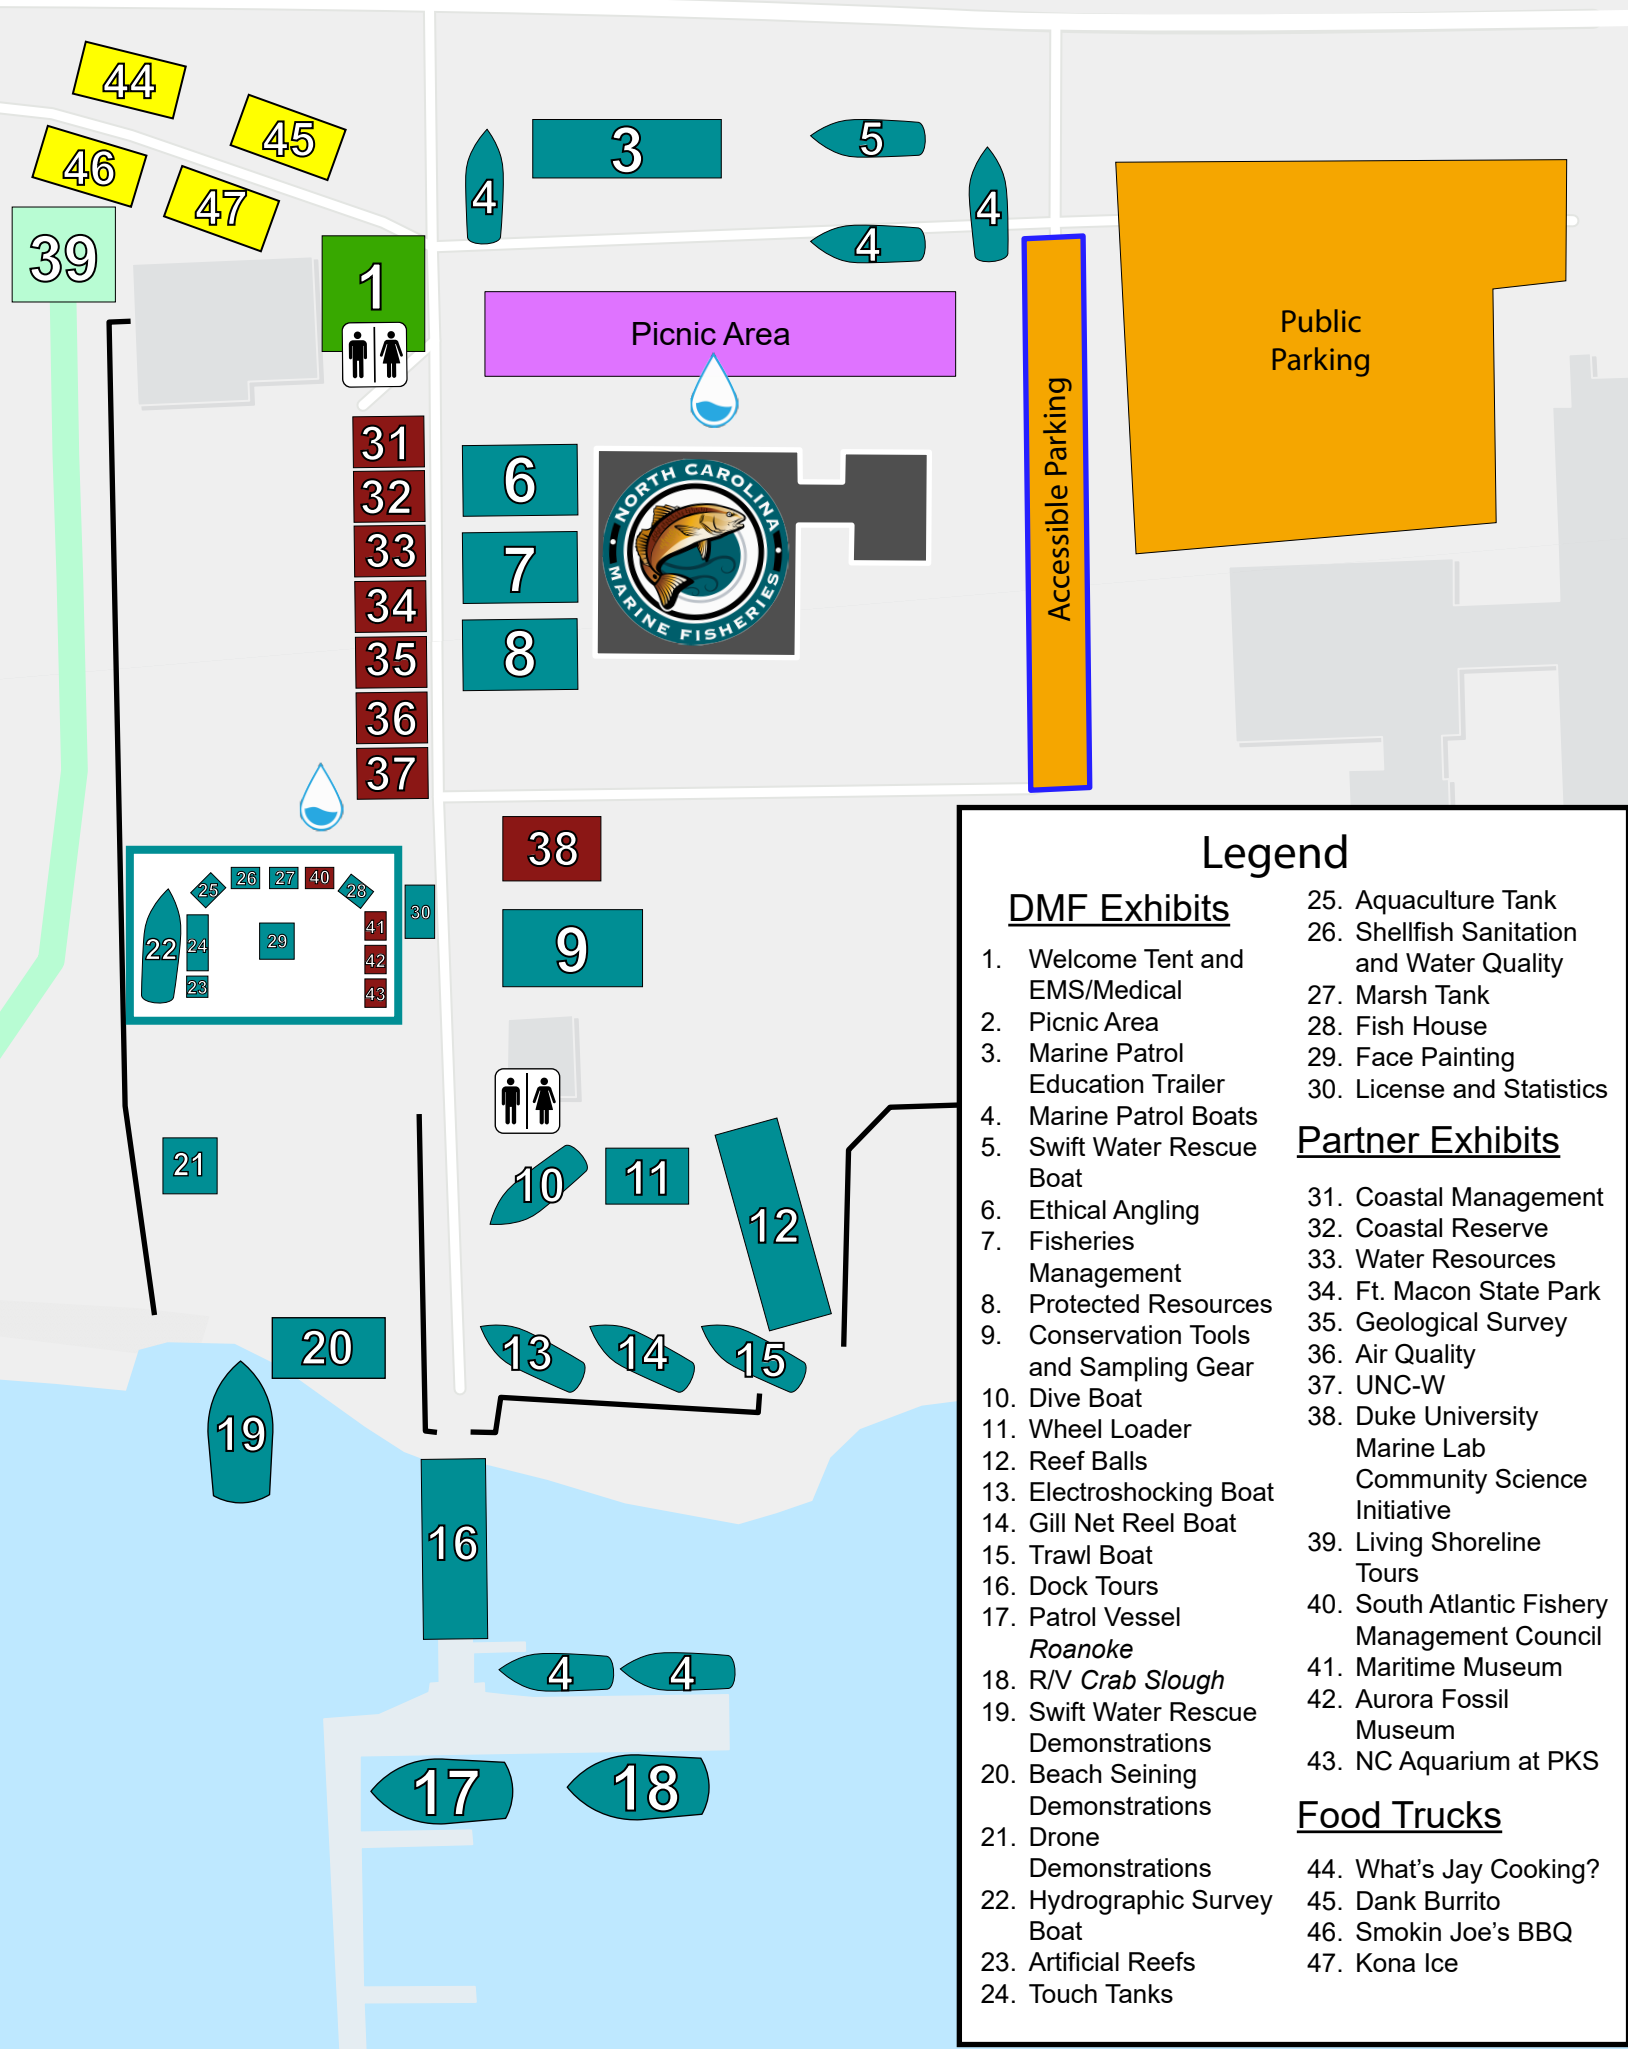 44
45
46
47
39
1
3
4
5
4
4
Picnic Area
Public
Parking
Accessible Parking
31
32
33
34
35
36
37
6
7
8
NORTH CAROLINA
MARINE FISHERIES
38
9
22
23
24
25
26
27
40
28
29
41
42
43
30
21
10
11
12
13
14
15
20
19
16
4
4
17
18
Legend
DMF Exhibits
1. Welcome Tent and
EMS/Medical
2. Picnic Area
3. Marine Patrol
Education Trailer
4. Marine Patrol Boats
5. Swift Water Rescue
Boat
6. Ethical Angling
7. Fisheries
Management
8. Protected Resources
9. Conservation Tools
and Sampling Gear
10. Dive Boat
11. Wheel Loader
12. Reef Balls
13. Electroshocking Boat
14. Gill Net Reel Boat
15. Trawl Boat
16. Dock Tours
17. Patrol Vessel
Roanoke
18. R/V Crab Slough
19. Swift Water Rescue
Demonstrations
20. Beach Seining
Demonstrations
21. Drone
Demonstrations
22. Hydrographic Survey
Boat
23. Artificial Reefs
24. Touch Tanks
25. Aquaculture Tank
26. Shellfish Sanitation
and Water Quality
27. Marsh Tank
28. Fish House
29. Face Painting
30. License and Statistics
Partner Exhibits
31. Coastal Management
32. Coastal Reserve
33. Water Resources
34. Ft. Macon State Park
35. Geological Survey
36. Air Quality
37. UNC-W
38. Duke University
Marine Lab
Community Science
Initiative
39. Living Shoreline
Tours
40. South Atlantic Fishery
Management Council
41. Maritime Museum
42. Aurora Fossil
Museum
43. NC Aquarium at PKS
Food Trucks
44. What's Jay Cooking?
45. Dank Burrito
46. Smokin Joe's BBQ
47. Kona Ice